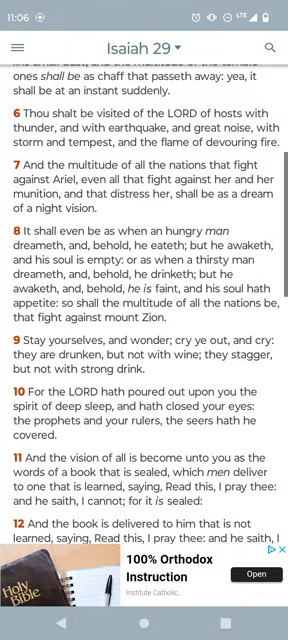 11:06
LTE
Isaiah 29
like small dust, and the multitude of the terrible
ones shall be as chaff that passeth away: yea, it
shall be at an instant suddenly.
6 Thou shalt be visited of the LORD of hosts with
thunder, and with earthquake, and great noise, with
storm and tempest, and the flame of devouring fire.
7 And the multitude of all the nations that fight
against Ariel, even all that fight against her and her
munition, and that distress her, shall be as a dream
of a night vision.
8 It shall even be as when an hungry man
dreameth, and, behold, he eateth; but he awaketh,
and his soul is empty: or as when a thirsty man
dreameth, and, behold, he drinketh; but he
awaketh, and, behold, he is faint, and his soul hath
appetite: so shall the multitude of all the nations be,
that fight against mount Zion.
9 Stay yourselves, and wonder; cry ye out, and cry:
they are drunken, but not with wine; they stagger,
but not with strong drink.
10 For the LORD hath poured out upon you the
spirit of deep sleep, and hath closed your eyes:
the prophets and your rulers, the seers hath he
covered.
11 And the vision of all is become unto you as the
words of a book that is sealed, which men deliver
to one that is learned, saying, Read this, I pray thee:
and he saith, I cannot; for it is sealed:
12 And the book is delivered to him that is not
learned, saying, Read this, I pray thee: and he saith, I
Holy
Bible
100% Orthodox
Instruction
Institute Catholic...
Open